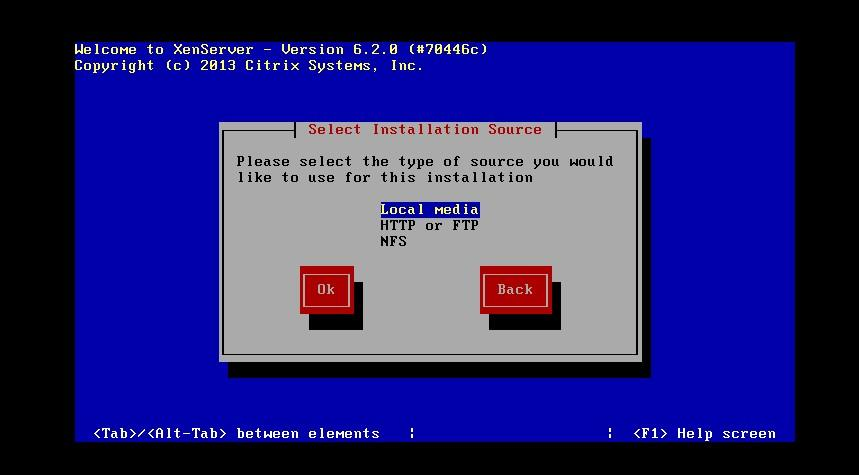 Welcome to XenServer - Version 6.2.0 (#70446c)
Copyright (c) 2013 Citrix Systems, Inc.
Select Installation Source
Please select the type of source you would
like to use for this installation
Local media
HTTP or FTP
NFS
Ok Back
<Tab>/<Alt-Tab> between elements ¦ ¦ <F1> Help screen